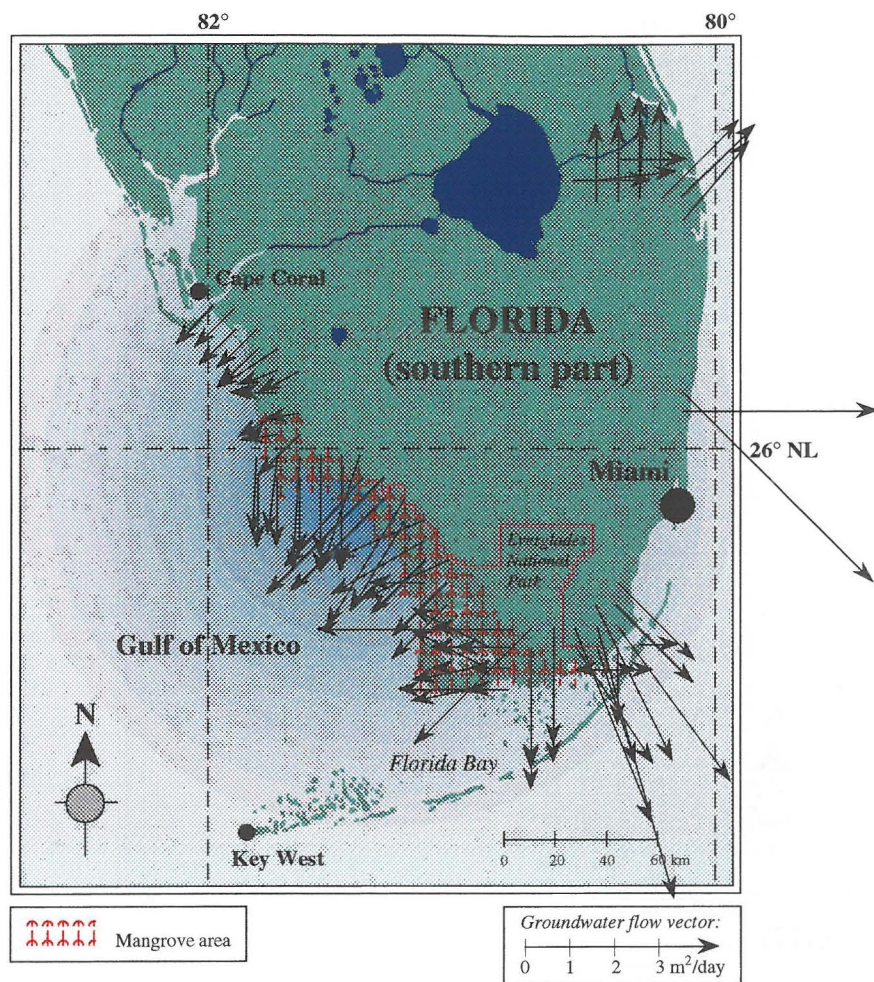 82° 80°
Cape Coral
FLORIDA
(southern part)
26° NL
Miami
Everglades
National
Park
Gulf of Mexico
N
Florida Bay
Key West
0 20 40 60 km
Mangrove area
Groundwater flow vector:
0 1 2 3 m²/day